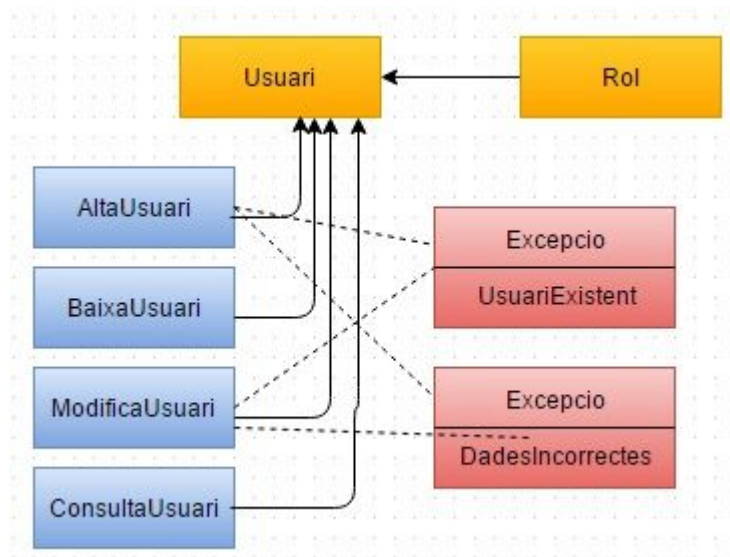 Usuari
Rol
AltaUsuari
Excepcio
UsuariExistent
BaixaUsuari
ModificaUsuari
Excepcio
DadesIncorrectes
ConsultaUsuari